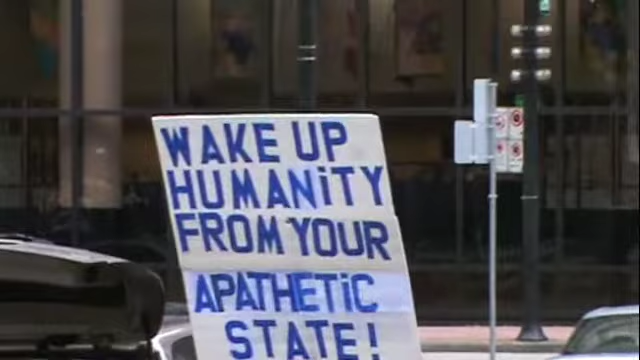 WAKE UP
HUMANiTY
FROM YOUR
APATHETiC
STATE!